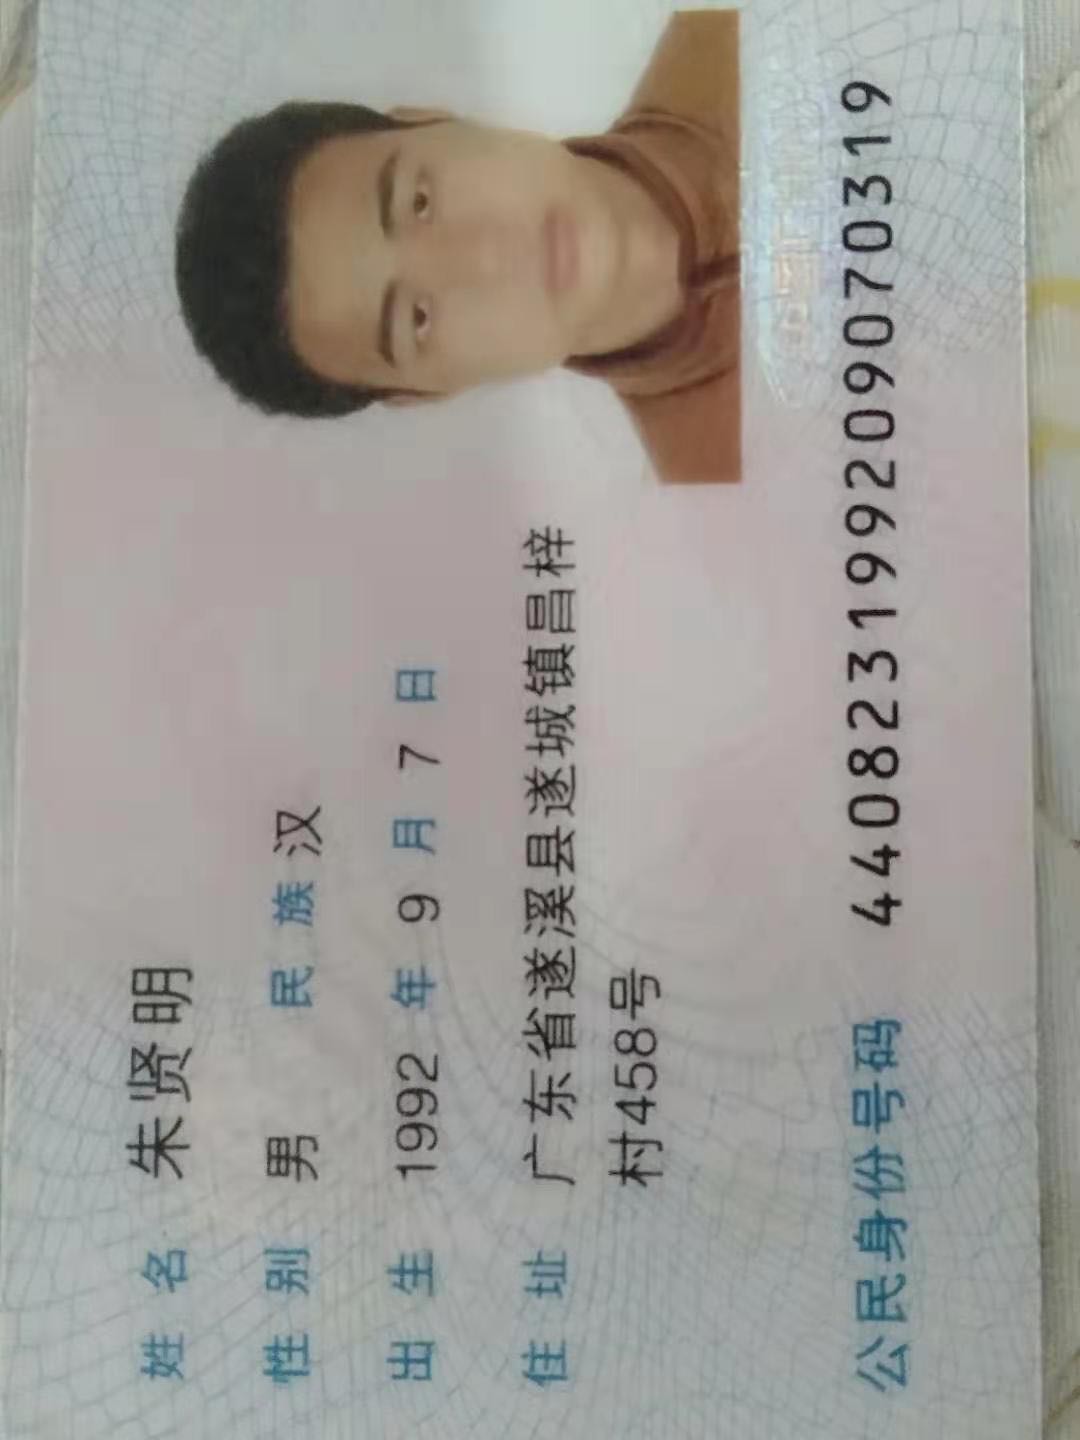 姓名 朱贤明
性别 男 民族 汉
出生 1992 年 9 月 7 日
住址 广东省遂溪县遂城镇昌梓
村458号
公民身份号码 440823199209070319